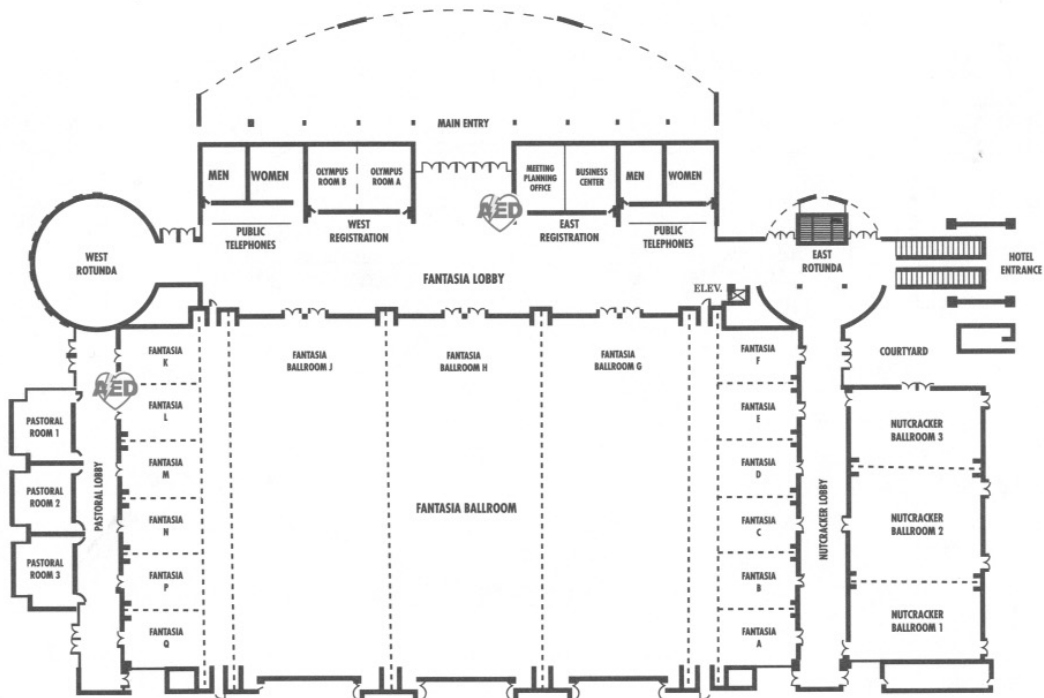 MAIN ENTRY
MEN
WOMEN
OLYMPUS
ROOM B
OLYMPUS
ROOM A
MEETING
PLANNING
OFFICE
BUSINESS
CENTER
MEN
WOMEN
AED
PUBLIC
TELEPHONES
WEST
REGISTRATION
EAST
REGISTRATION
PUBLIC
TELEPHONES
WEST
ROTUNDA
EAST
ROTUNDA
HOTEL
ENTRANCE
FANTASIA LOBBY
ELEV.
FANTASIA
K
FANTASIA
BALLROOM J
FANTASIA
BALLROOM H
FANTASIA
BALLROOM G
FANTASIA
F
COURTYARD
AED
PASTORAL
ROOM 1
FANTASIA
L
FANTASIA
E
NUTCRACKER
BALLROOM 3
PASTORAL LOBBY
FANTASIA
M
FANTASIA
D
PASTORAL
ROOM 2
FANTASIA
N
FANTASIA BALLROOM
FANTASIA
C
NUTCRACKER LOBBY
NUTCRACKER
BALLROOM 2
PASTORAL
ROOM 3
FANTASIA
P
FANTASIA
B
FANTASIA
Q
FANTASIA
A
NUTCRACKER
BALLROOM 1